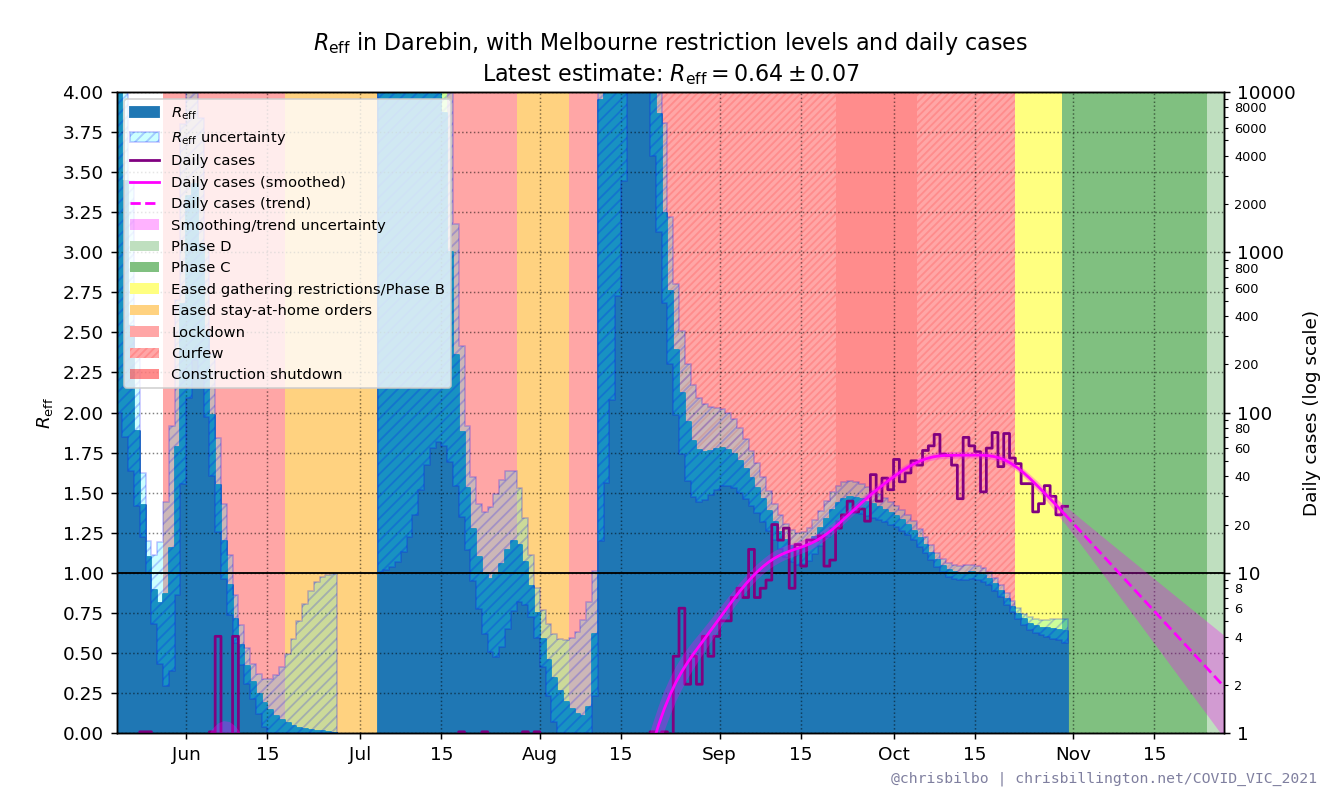 R_eff in Darebin, with Melbourne restriction levels and daily cases
Latest estimate: R_eff = 0.64 ± 0.07
R_eff
R_eff uncertainty
Daily cases
Daily cases (smoothed)
Daily cases (trend)
Smoothing/trend uncertainty
Phase D
Phase C
Eased gathering restrictions/Phase B
Eased stay-at-home orders
Lockdown
Curfew
Construction shutdown
4.00
3.75
3.50
3.25
3.00
2.75
2.50
2.25
2.00
1.75
1.50
1.25
1.00
0.75
0.50
0.25
0.00
R_eff
10000
8000
6000
4000
2000
1000
800
600
400
200
100
80
60
40
20
10
8
6
4
2
1
Daily cases (log scale)
Jun 15 Jul 15 Aug 15 Sep 15 Oct 15 Nov 15
@chrisbilbo | chrisbillington.net/COVID_VIC_2021